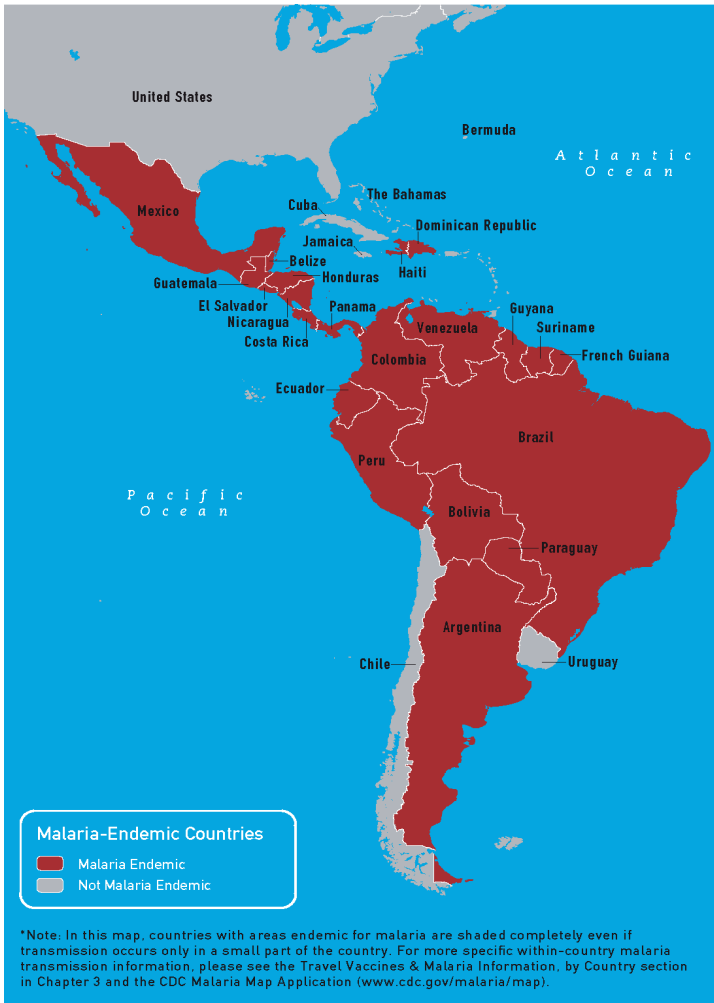 United States
Bermuda
Atlantic
Ocean
The Bahamas
Cuba
Mexico
Dominican Republic
Jamaica
Belize
Haiti
Honduras
Guatemala
El Salvador
Panama
Guyana
Nicaragua
Venezuela
Suriname
Costa Rica
French Guiana
Colombia
Ecuador
Brazil
Peru
Pacific
Ocean
Bolivia
Paraguay
Argentina
Chile
Uruguay
Malaria-Endemic Countries
Malaria Endemic
Not Malaria Endemic
*Note: In this map, countries with areas endemic for malaria are shaded completely even if
transmission occurs only in a small part of the country. For more specific within-country malaria
transmission information, please see the Travel Vaccines & Malaria Information, by Country section
in Chapter 3 and the CDC Malaria Map Application (www.cdc.gov/malaria/map).